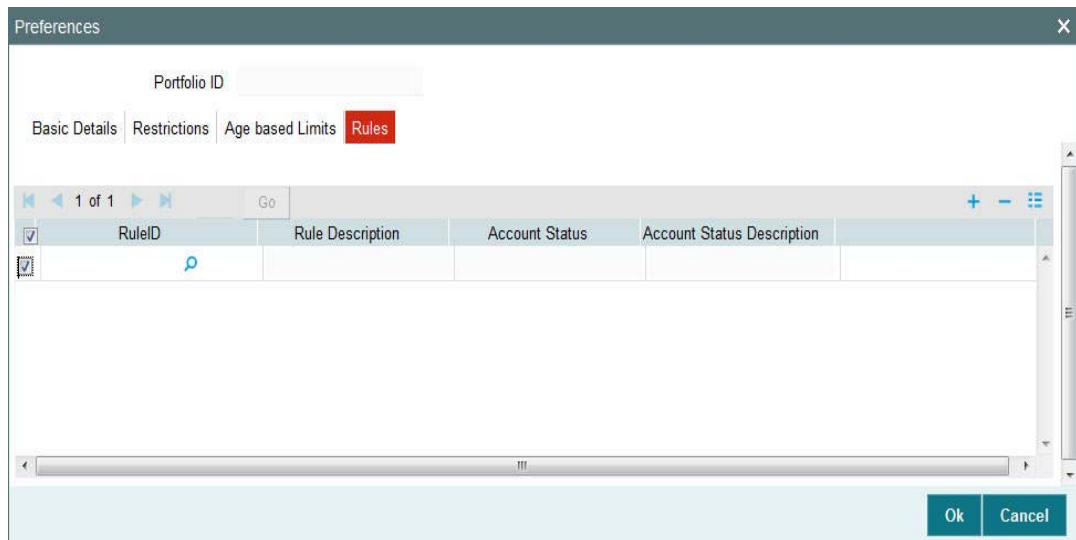 Preferences
Portfolio ID
Basic Details Restrictions Age based Limits Rules
1 of 1 Go
RuleID Rule Description Account Status Account Status Description
Ok Cancel